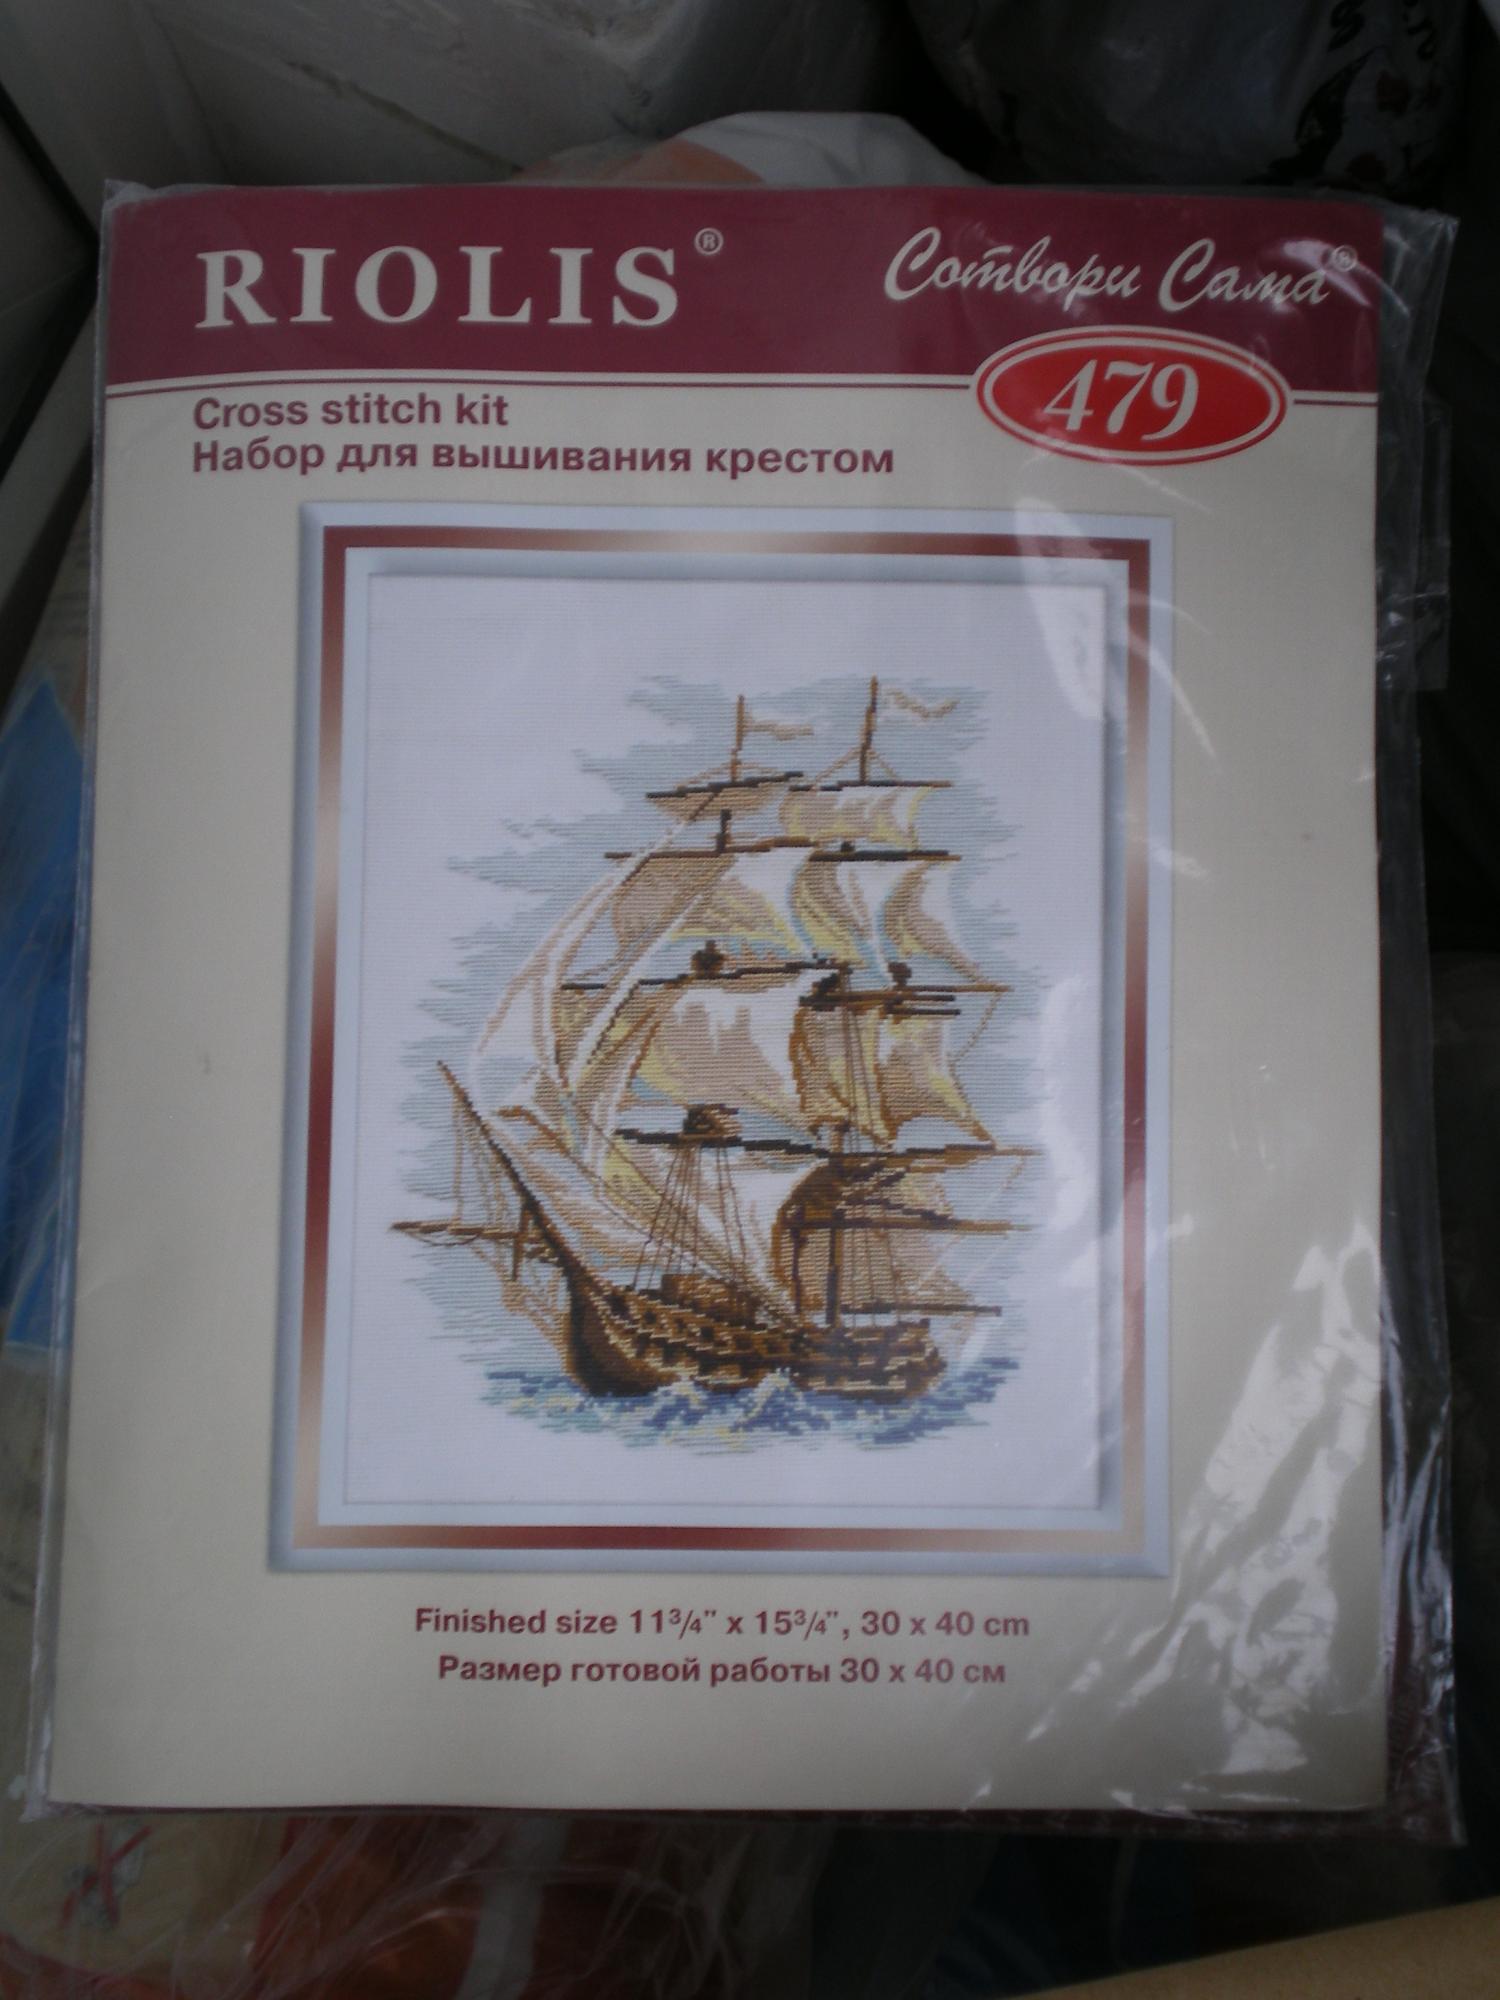 RIOLIS®
Сотвори Сама®
479
Cross stitch kit
Набор для вышивания крестом
Finished size 11¾" x 15¾", 30 x 40 cm
Размер готовой работы 30 x 40 см